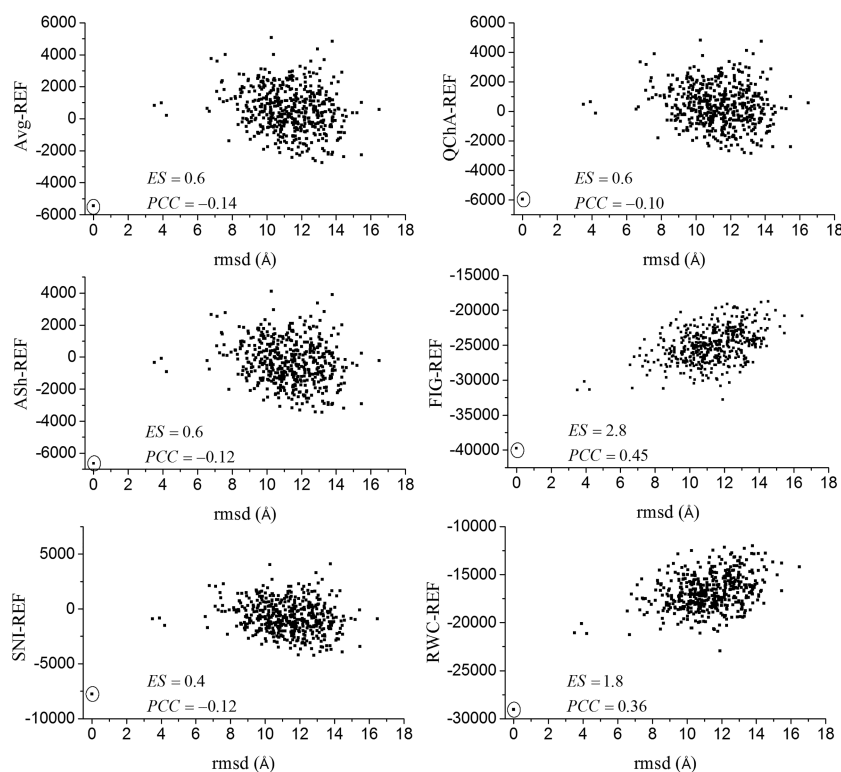 6000
4000
2000
0
-2000
-4000
-6000
Avg-REF
ES = 0.6
PCC = −0.14
0 2 4 6 8 10 12 14 16 18
rmsd (Å)
6000
4000
2000
0
-2000
-4000
-6000
QChA-REF
ES = 0.6
PCC = −0.10
0 2 4 6 8 10 12 14 16 18
rmsd (Å)
4000
2000
0
-2000
-4000
-6000
ASh-REF
ES = 0.6
PCC = −0.12
0 2 4 6 8 10 12 14 16 18
rmsd (Å)
-15000
-20000
-25000
-30000
-35000
-40000
FIG-REF
ES = 2.8
PCC = 0.45
0 2 4 6 8 10 12 14 16 18
rmsd (Å)
5000
0
-5000
-10000
SNI-REF
ES = 0.4
PCC = −0.12
0 2 4 6 8 10 12 14 16 18
rmsd (Å)
-10000
-15000
-20000
-25000
-30000
RWC-REF
ES = 1.8
PCC = 0.36
0 2 4 6 8 10 12 14 16 18
rmsd (Å)